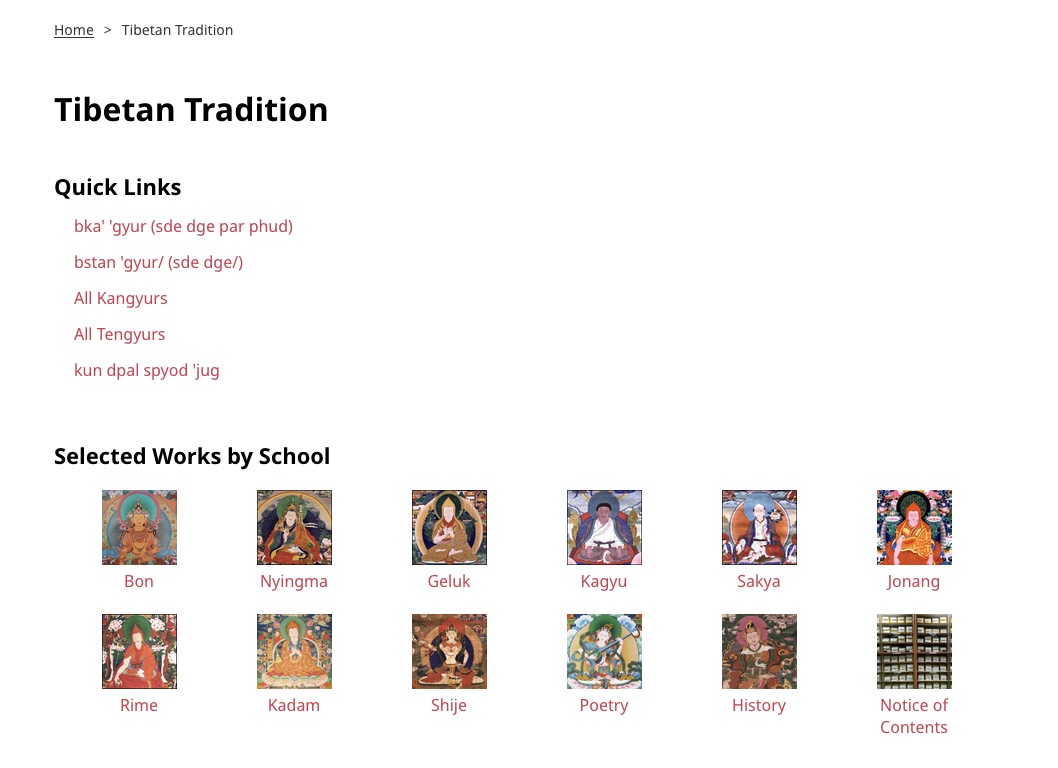 Home > Tibetan Tradition
Tibetan Tradition
Quick Links
bka' 'gyur (sde dge par phud)
bstan 'gyur/ (sde dge/)
All Kangyurs
All Tengyurs
kun dpal spyod 'jug
Selected Works by School
Bon Nyingma Geluk Kagyu Sakya Jonang
Rime Kadam Shije Poetry History Notice of
Contents